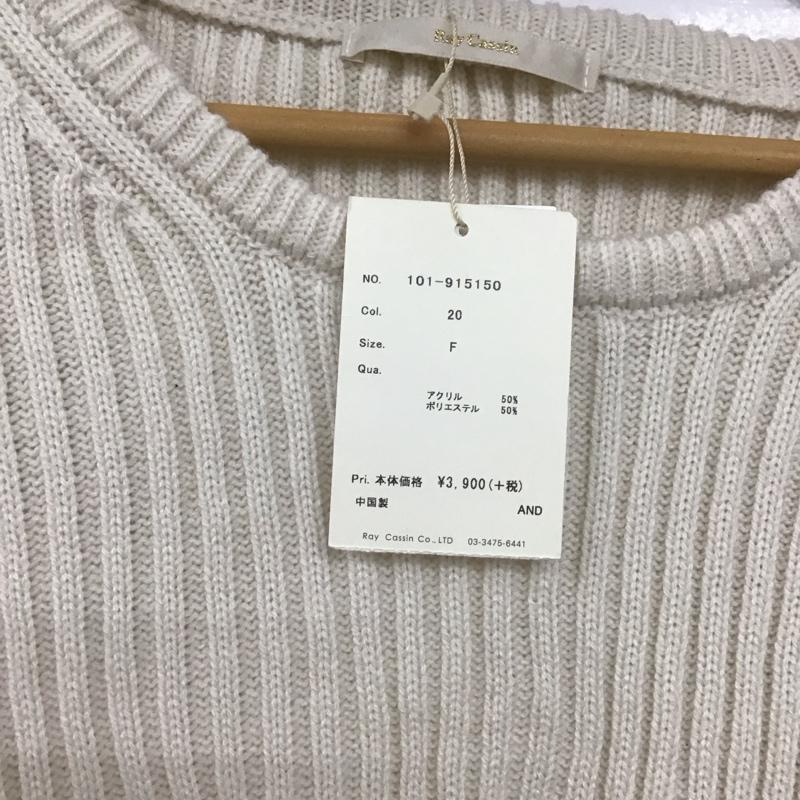 Ray Cassin
NO. 101-915150
Col. 20
Size. F
Qua.
アクリル 50%
ポリエステル 50%
Pri. 本体価格 ¥3,900(+税)
中国製 AND
Ray Cassin Co.,LTD 03-3475-6441